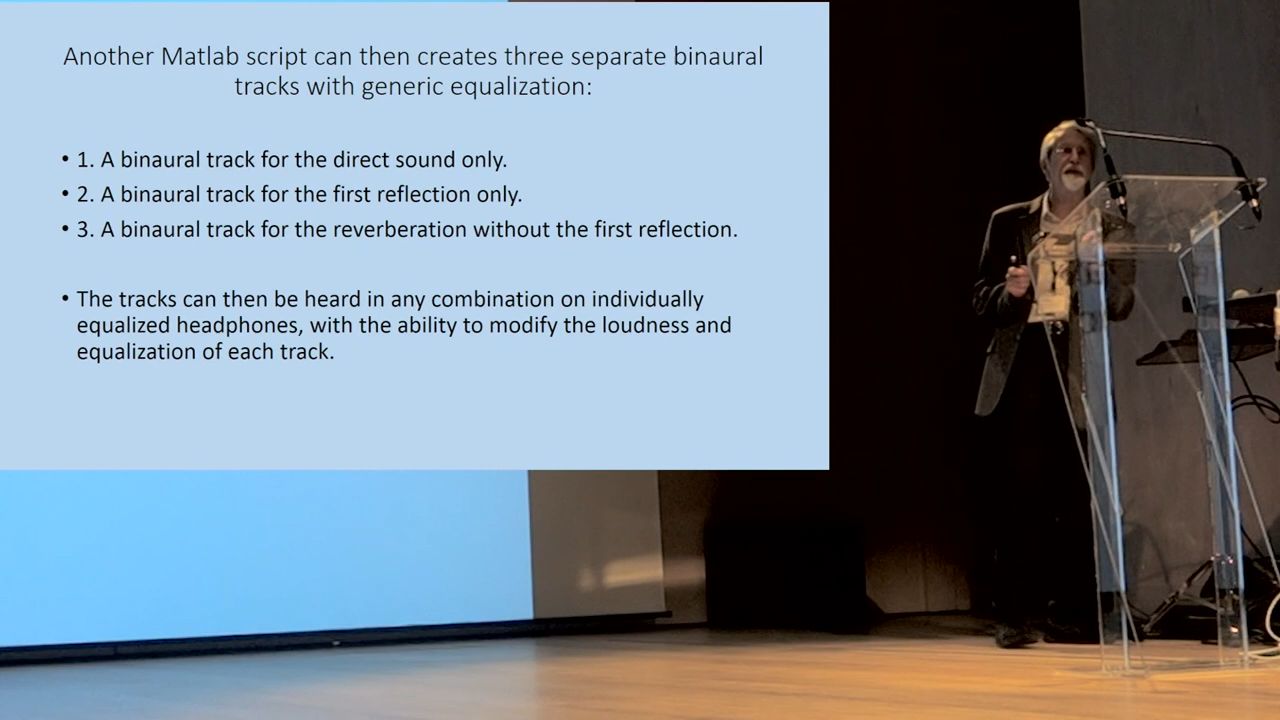 Another Matlab script can then creates three separate binaural
tracks with generic equalization:
• 1. A binaural track for the direct sound only.
• 2. A binaural track for the first reflection only.
• 3. A binaural track for the reverberation without the first reflection.
• The tracks can then be heard in any combination on individually
equalized headphones, with the ability to modify the loudness and
equalization of each track.